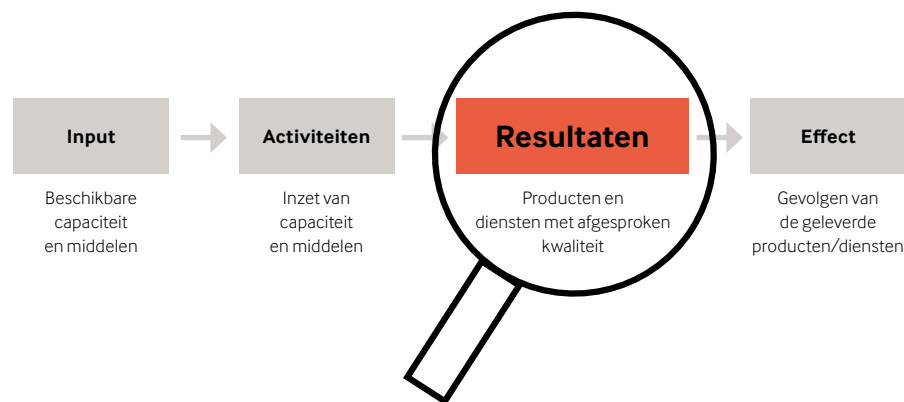 Input
Beschikbare
capaciteit
en middelen
Activiteiten
Inzet van
capaciteit
en middelen
Resultaten
Producten en
diensten met afgesproken
kwaliteit
Effect
Gevolgen van
de geleverde
producten/diensten